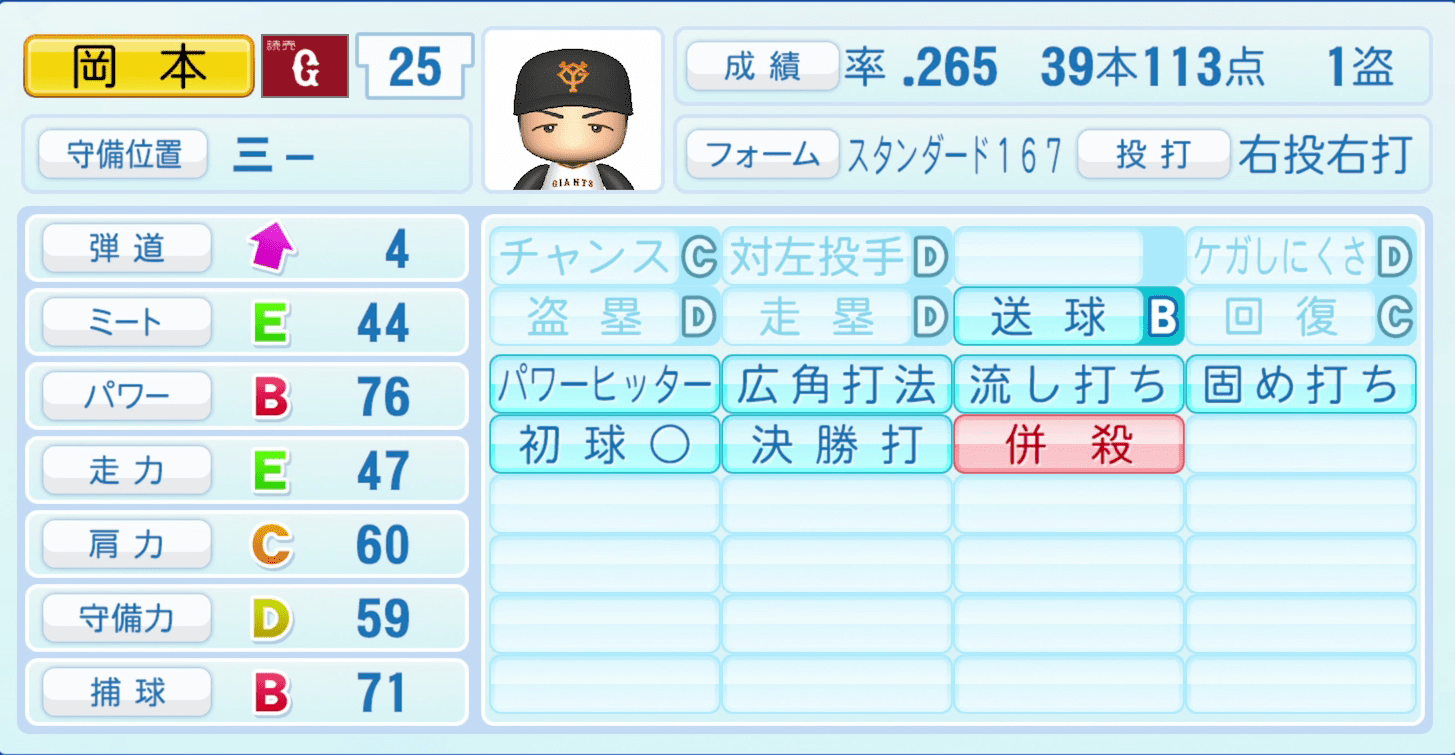 岡本 読売 G 25
成績 率 .265 39本113点 1盗
守備位置 三 一
YG
GIANTS
フォーム スタンダード167 投打 右投右打
弾道 4
ミート E 44
パワー B 76
走力 E 47
肩力 C 60
守備力 D 59
捕球 B 71
チャンス C 対左投手 D ケガしにくさ D
盗塁 D 走塁 D 送球 B 回復 C
パワーヒッター 広角打法 流し打ち 固め打ち
初球○ 決勝打 併殺